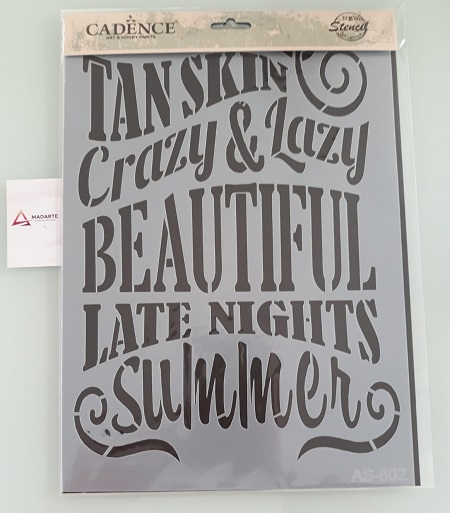 CADENCE
ART & HOBBY PAINTS
Stencil
TAN SKIN
Crazy & Lazy
BEAUTIFUL
LATE NIGHTS
summer
MADARTE
AS-602